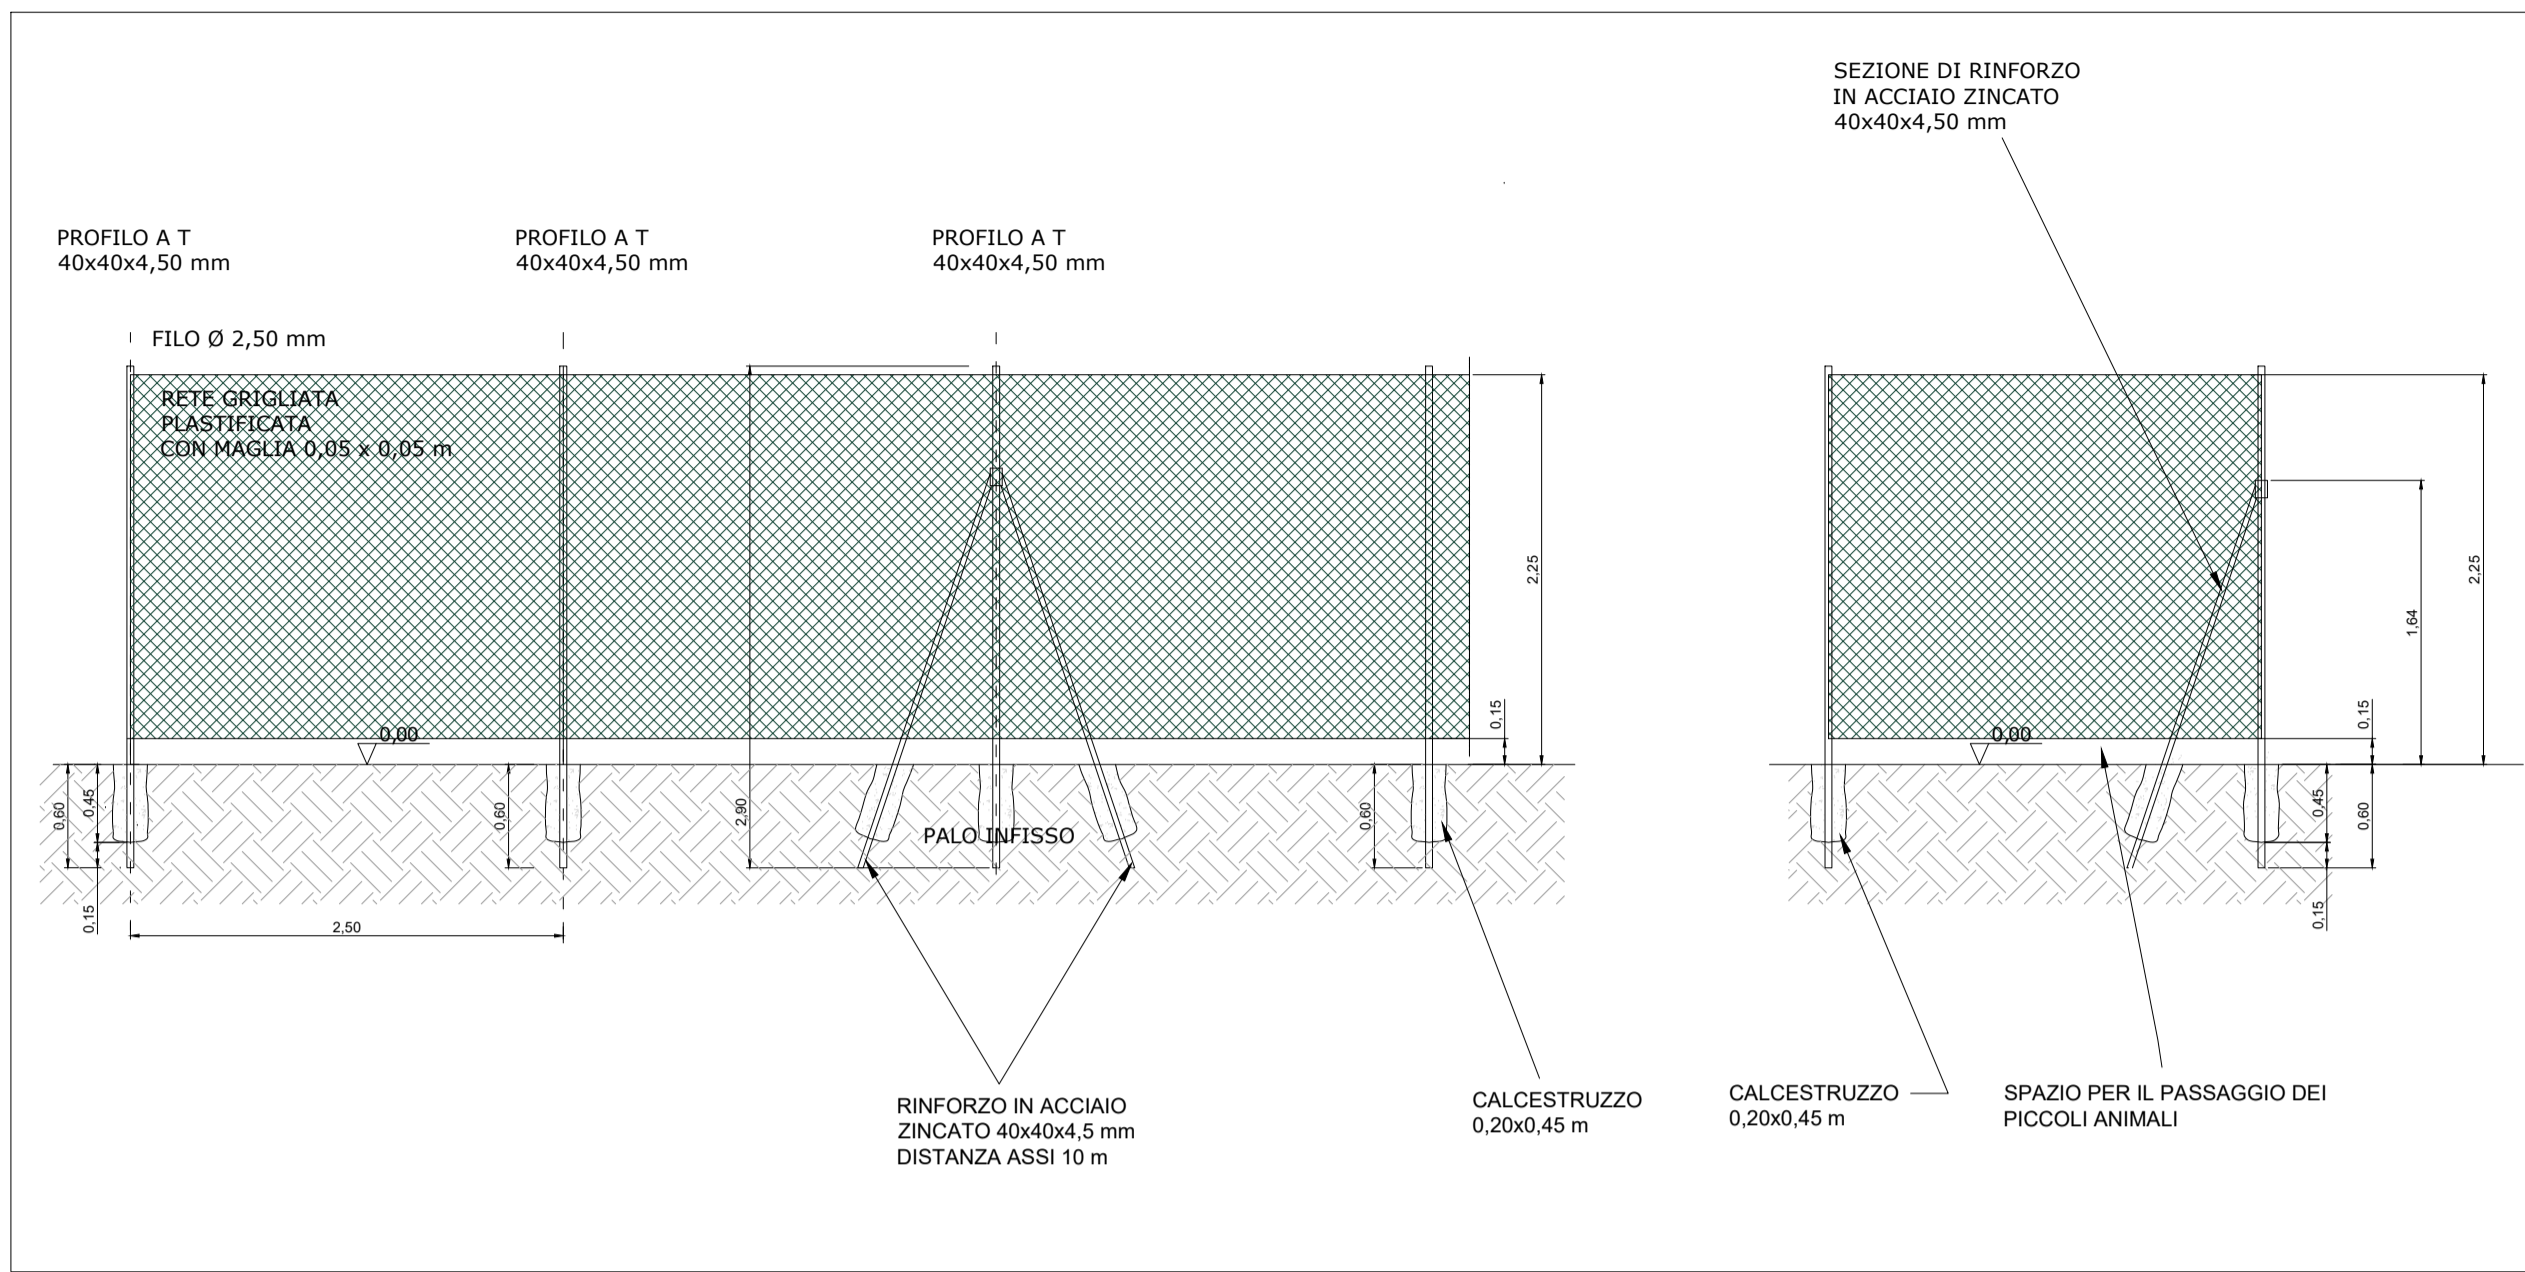 SEZIONE DI RINFORZO
IN ACCIAIO ZINCATO
40x40x4,50 mm
PROFILO A T
40x40x4,50 mm
PROFILO A T
40x40x4,50 mm
PROFILO A T
40x40x4,50 mm
FILO Ø 2,50 mm
RETE GRIGLIATA
PLASTIFICATA
CON MAGLIA 0,05 x 0,05 m
0,00
0,60
0,45
0,15
2,50
0,60
2,90
PALO INFISSO
0,60
0,15
2,25
0,00
0,15
1,64
2,25
0,45
0,60
0,15
RINFORZO IN ACCIAIO
ZINCATO 40x40x4,5 mm
DISTANZA ASSI 10 m
CALCESTRUZZO
0,20x0,45 m
CALCESTRUZZO
0,20x0,45 m
SPAZIO PER IL PASSAGGIO DEI
PICCOLI ANIMALI